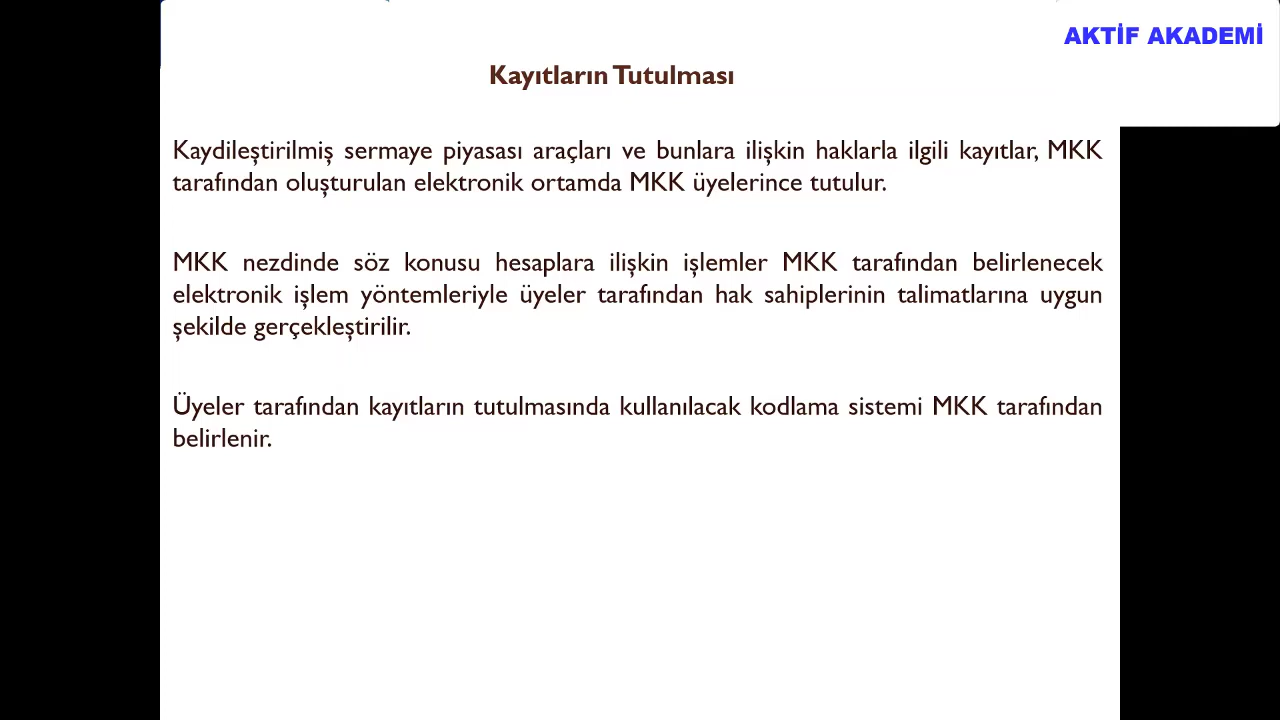 AKTİF AKADEMİ
Kayıtların Tutulması
Kaydileştirilmiş sermaye piyasası araçları ve bunlara ilişkin haklarla ilgili kayıtlar, MKK
tarafından oluşturulan elektronik ortamda MKK üyelerince tutulur.
MKK nezdinde söz konusu hesaplara ilişkin işlemler MKK tarafından belirlenecek
elektronik işlem yöntemleriyle üyeler tarafından hak sahiplerinin talimatlarına uygun
şekilde gerçekleştirilir.
Üyeler tarafından kayıtların tutulmasında kullanılacak kodlama sistemi MKK tarafından
belirlenir.